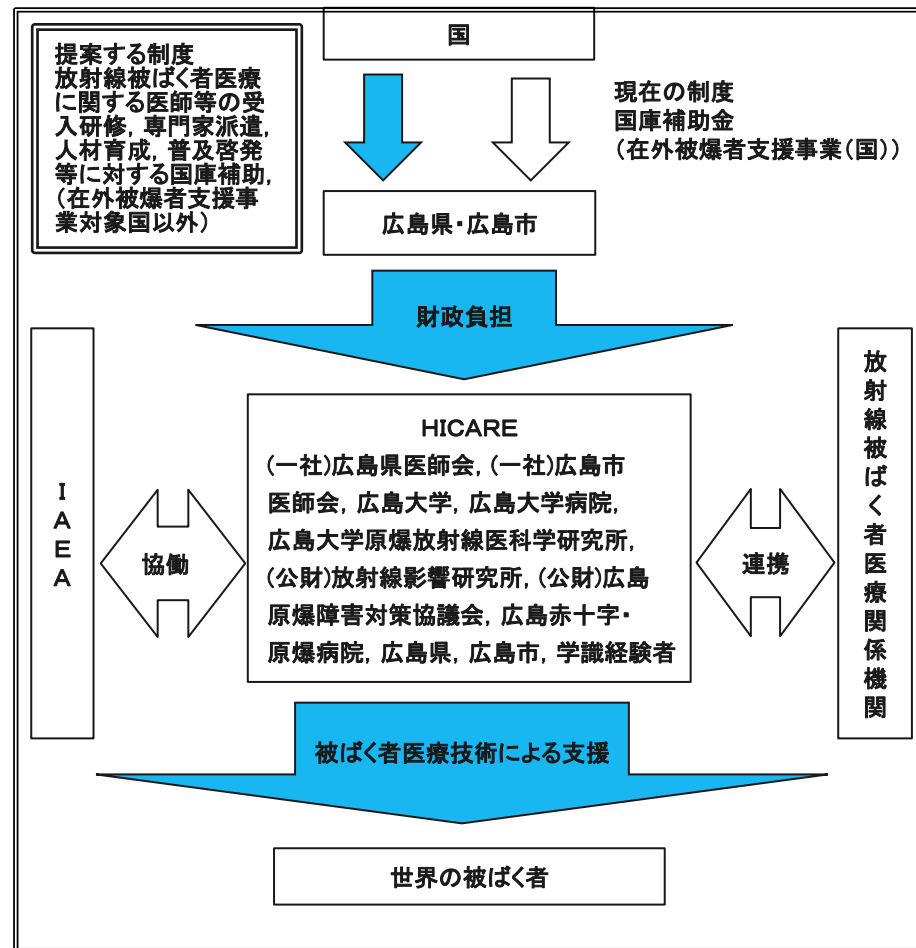 国
提案する制度
放射線被ばく者医療
に関する医師等の受
入研修, 専門家派遣,
人材育成, 普及啓発
等に対する国庫補助,
(在外被爆者支援事
業対象国以外)
現在の制度
国庫補助金
(在外被爆者支援事業(国))
広島県・広島市
財政負担
IAEA
協働
HICARE
(一社)広島県医師会, (一社)広島市
医師会, 広島大学, 広島大学病院,
広島大学原爆放射線医科学研究所,
(公財)放射線影響研究所, (公財)広島
原爆障害対策協議会, 広島赤十字・
原爆病院, 広島県, 広島市, 学識経験者
連携
放射線被ばく者医療関係機関
被ばく者医療技術による支援
世界の被ばく者